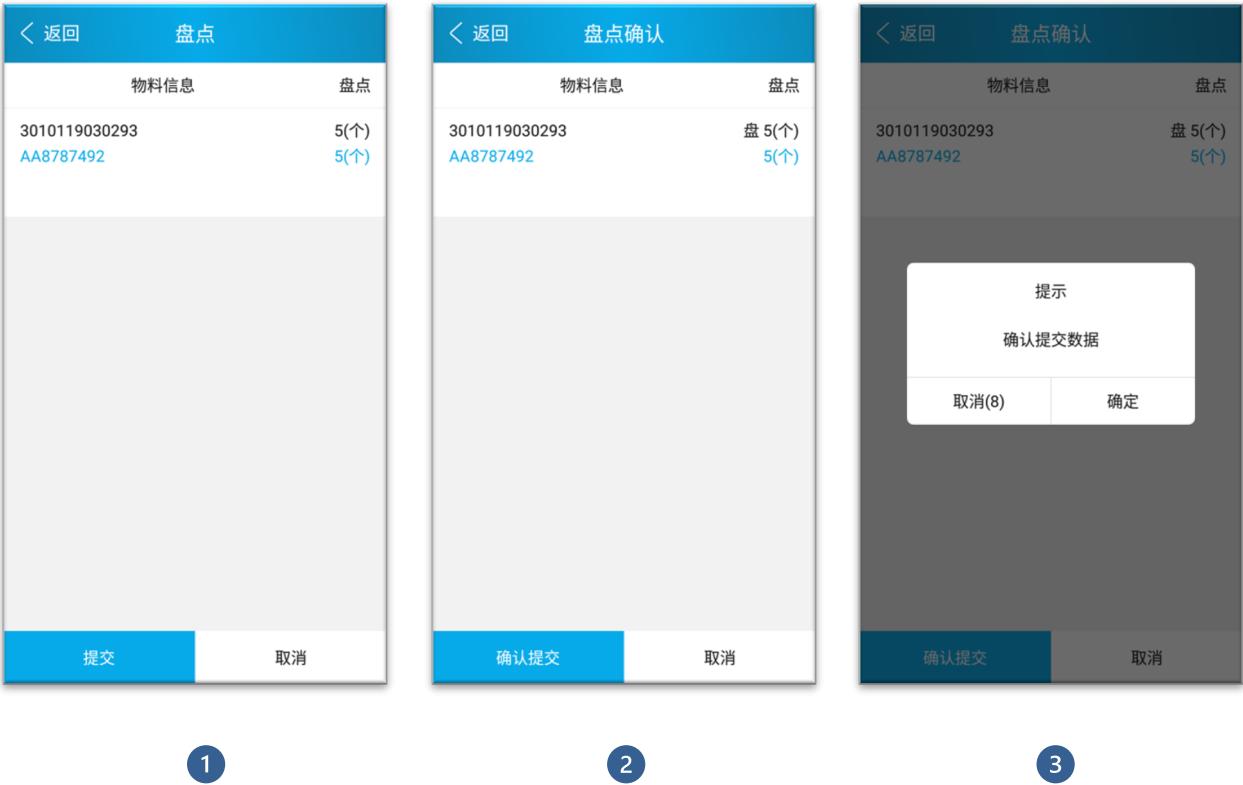 返回 盘点
物料信息 盘点
3010119030293 5(个)
AA8787492 5(个)
提交 取消
1
返回 盘点确认
物料信息 盘点
3010119030293 盘 5(个)
AA8787492 5(个)
确认提交 取消
2
返回 盘点确认
物料信息 盘点
3010119030293 盘 5(个)
AA8787492 5(个)
提示
确认提交数据
取消(8) 确定
确认提交 取消
3